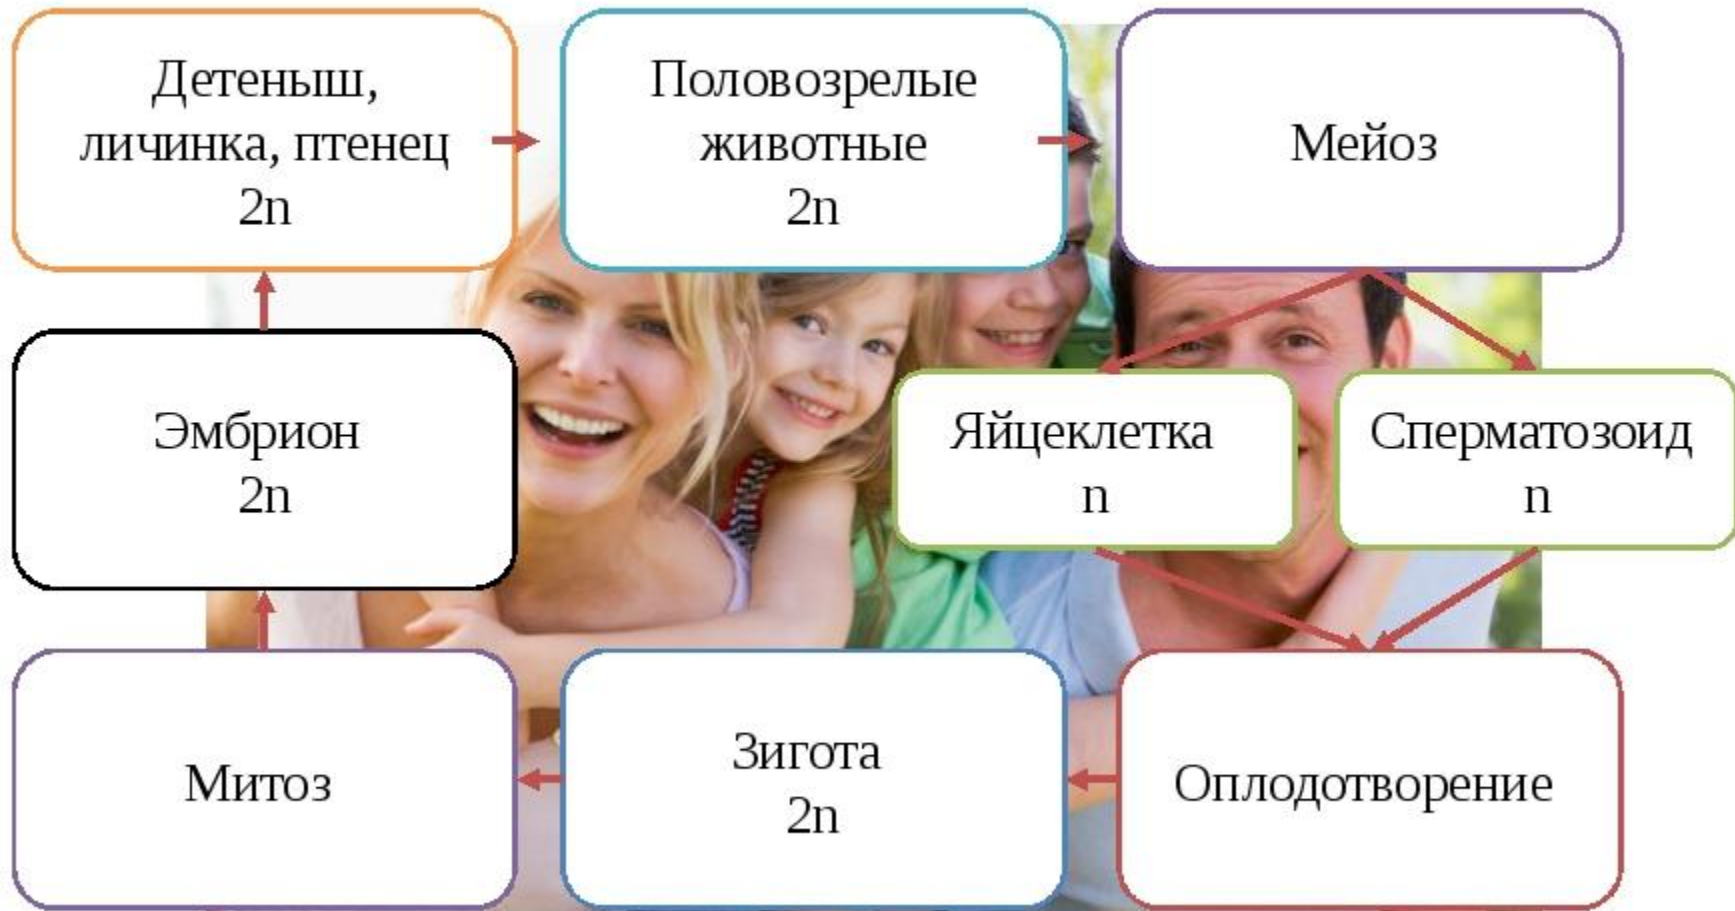 Детеныш,
личинка, птенец
2n
Половозрелые
животные
2n
Мейоз
Эмбрион
2n
Яйцеклетка
n
Сперматозоид
n
Митоз
Зигота
2n
Оплодотворение